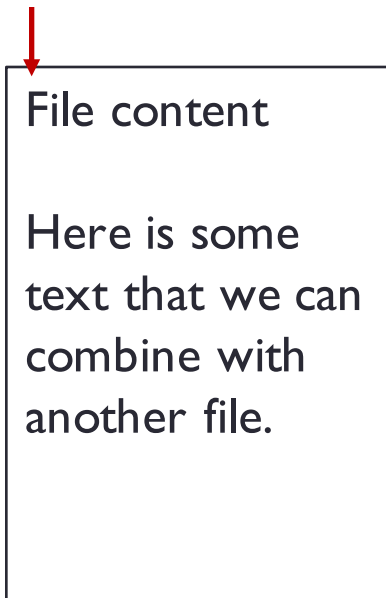 File content
Here is some
text that we can
combine with
another file.